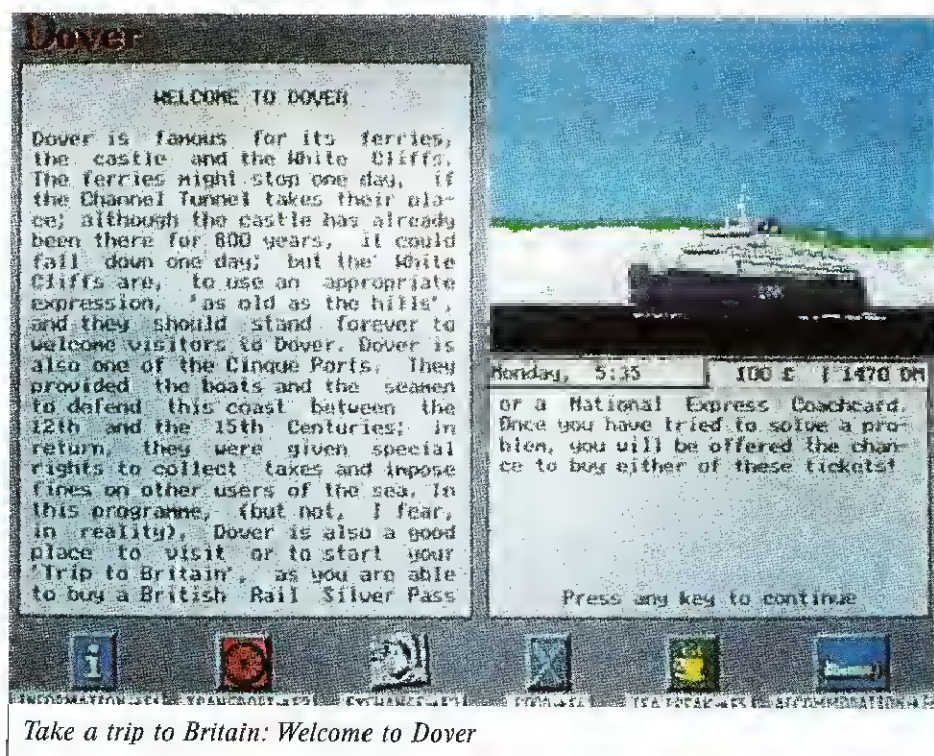 Dover
WELCOME TO DOVER
Dover is famous for its ferries,
the castle and the White Cliffs.
The ferries might stop one day, if
the Channel Tunnel takes their pla-
ce; although the castle has already
been there for 800 years, it could
fall down one day; but the White
Cliffs are, to use an appropriate
expression, 'as old as the hills',
and they should stand forever to
welcome visitors to Dover. Dover is
also one of the Cinque Ports. They
provided the boats and the seamen
to defend this coast between the
12th and the 15th Centuries; in
return, they were given special
rights to collect taxes and impose
fines on other users of the sea. In
this programme, (but not, I fear,
in reality), Dover is also a good
place to visit or to start your
'Trip to Britain', as you are able
to buy a British Rail Silver Pass
Monday, 5:35 100 £ 1470 DM
or a National Express Coachcard.
Once you have tried to solve a pro-
blem, you will be offered the chan-
ce to buy either of these tickets!
Press any key to continue
INFORMATION TRANSPORT EXCHANGE FOOD TEA BREAK ACCOMMODATION
Take a trip to Britain: Welcome to Dover